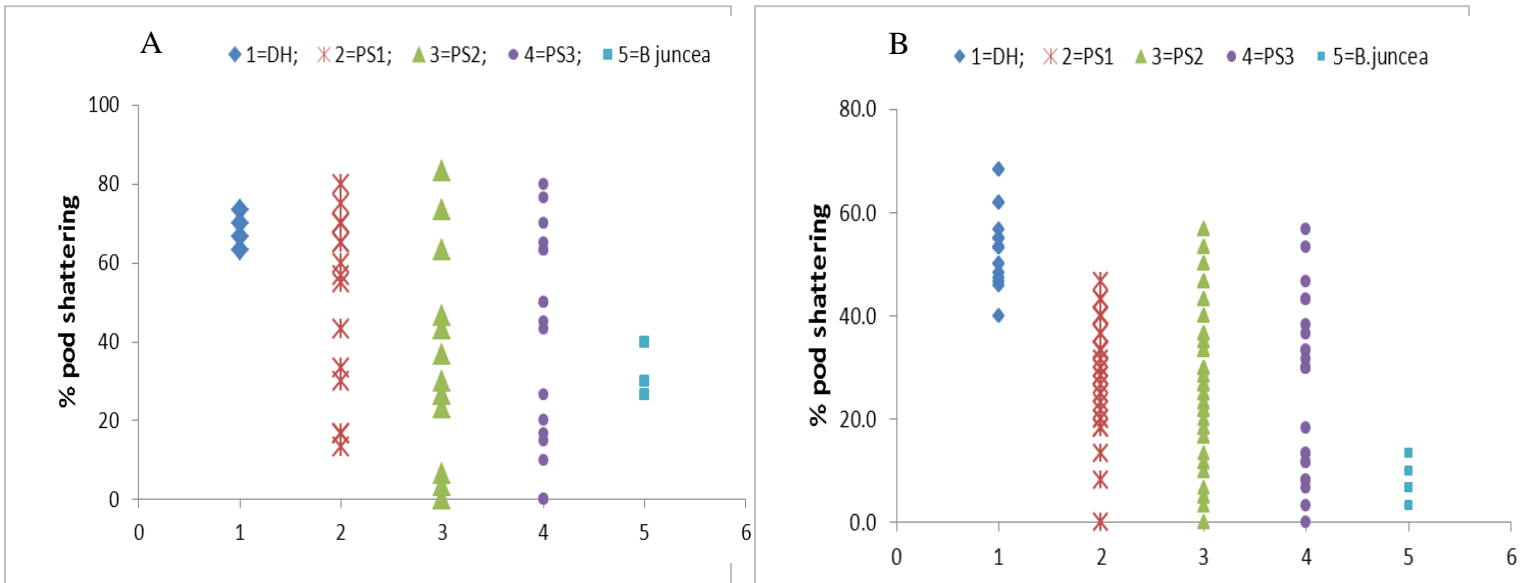 A
1=DH; 2=PS1; 3=PS2; 4=PS3; 5=B juncea
% pod shattering
100
80
60
40
20
0
0 1 2 3 4 5 6
B
1=DH; 2=PS1 3=PS2 4=PS3 5=B.juncea
% pod shattering
80.0
60.0
40.0
20.0
0.0
0 1 2 3 4 5 6